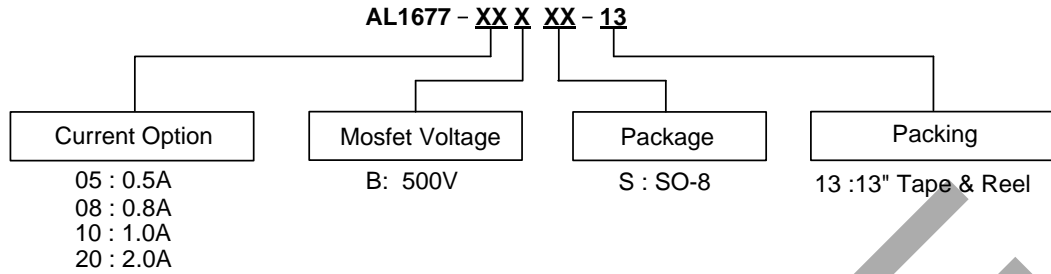 AL1677 – XX X XX – 13
Current Option
Mosfet Voltage
Package
Packing
05 : 0.5A
08 : 0.8A
10 : 1.0A
20 : 2.0A
B: 500V
S : SO-8
13 :13" Tape & Reel